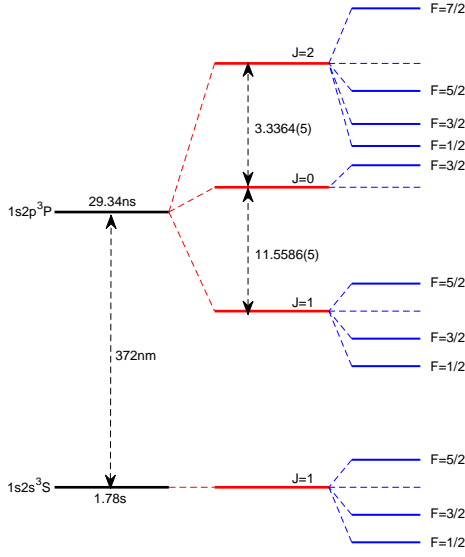 F=7/2
J=2
F=5/2
F=3/2
F=1/2
3.3364(5)
F=3/2
J=0
29.34ns
1s2p³P
11.5586(5)
F=5/2
J=1
F=3/2
372nm
F=1/2
F=5/2
J=1
1s2s³S
1.78s
F=3/2
F=1/2